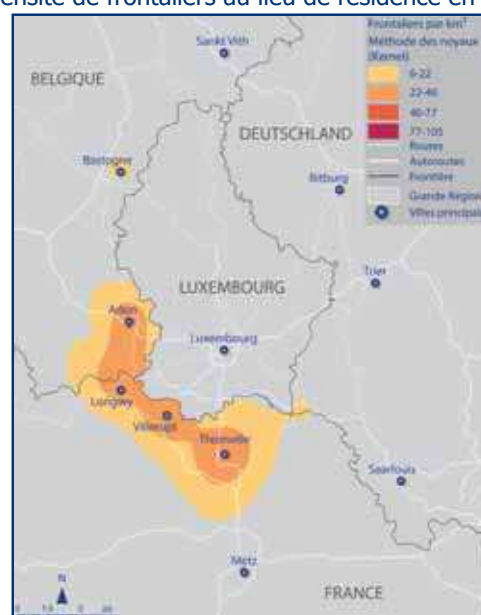 ensité de frontaliers au lieu de résidence en
Frontaliers par km²
Méthode des noyaux
(Kernel)
6-22
22-46
46-77
77-105
Routes
Autoroutes
Frontière
Grande Région
Villes principales
Sankt Vith
BELGIQUE
DEUTSCHLAND
Bastogne
Bitburg
Trier
LUXEMBOURG
Arlon
Luxembourg
Longwy
Villerupt
Thionville
Saarlouis
Metz
N
FRANCE